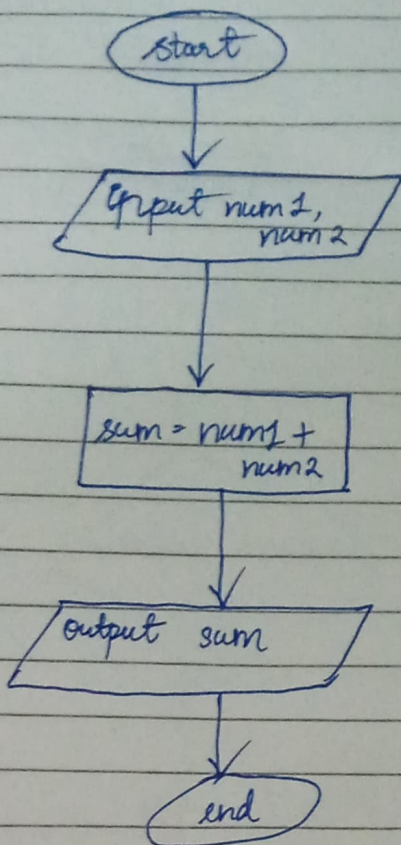 start
Input num1,
num2
sum = num1 +
num2
output sum
end